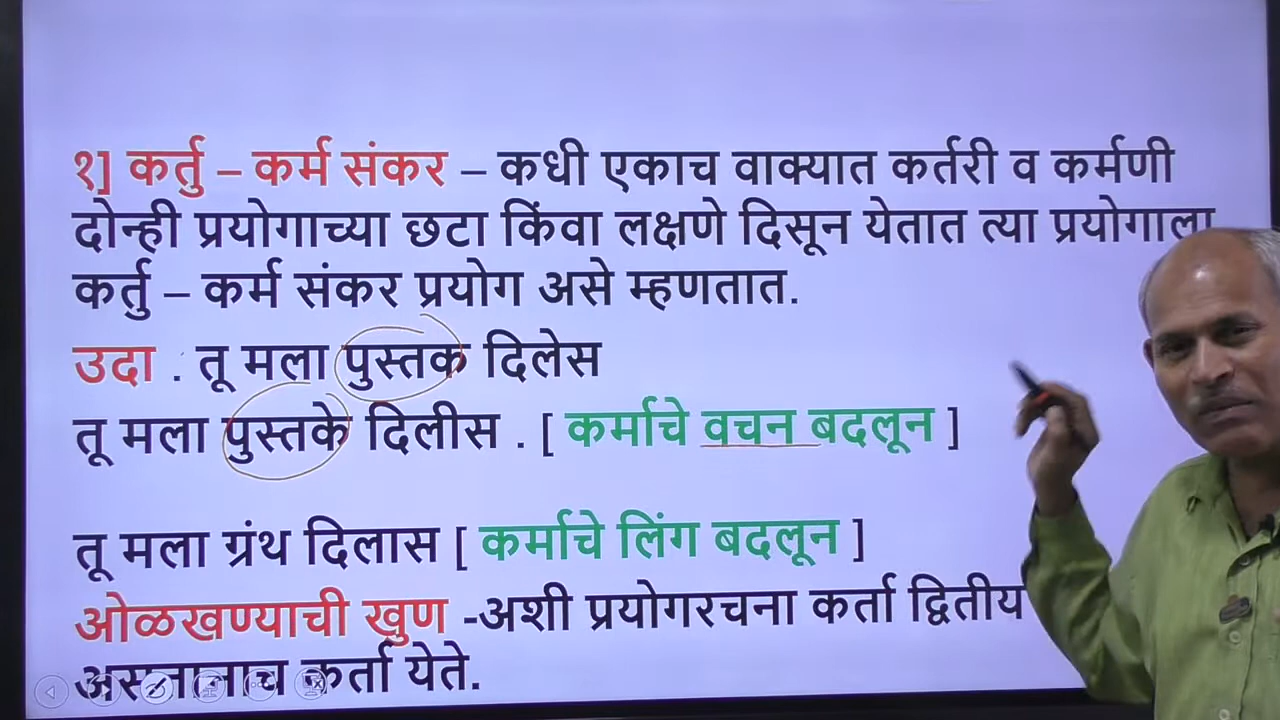 १] कर्तु – कर्म संकर – कधी एकाच वाक्यात कर्तरी व कर्मणी
दोन्ही प्रयोगाच्या छटा किंवा लक्षणे दिसून येतात त्या प्रयोगाला
कर्तु – कर्म संकर प्रयोग असे म्हणतात.
उदा . तू मला पुस्तक दिलेस
तू मला पुस्तके दिलीस . [ कर्माचे वचन बदलून ]
तू मला ग्रंथ दिलास [ कर्माचे लिंग बदलून ]
ओळखण्याची खुण -अशी प्रयोगरचना कर्ता द्वितीय
असतानाच कर्ता येते.